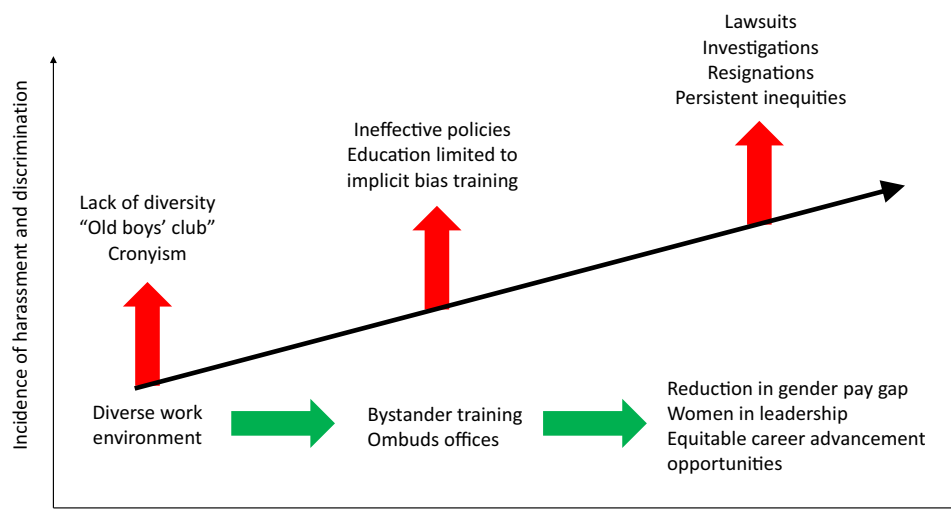 Incidence of harassment and discrimination
Lack of diversity
“Old boys’ club”
Cronyism
Ineffective policies
Education limited to
implicit bias training
Lawsuits
Investigations
Resignations
Persistent inequities
Diverse work
environment
Bystander training
Ombuds offices
Reduction in gender pay gap
Women in leadership
Equitable career advancement
opportunities